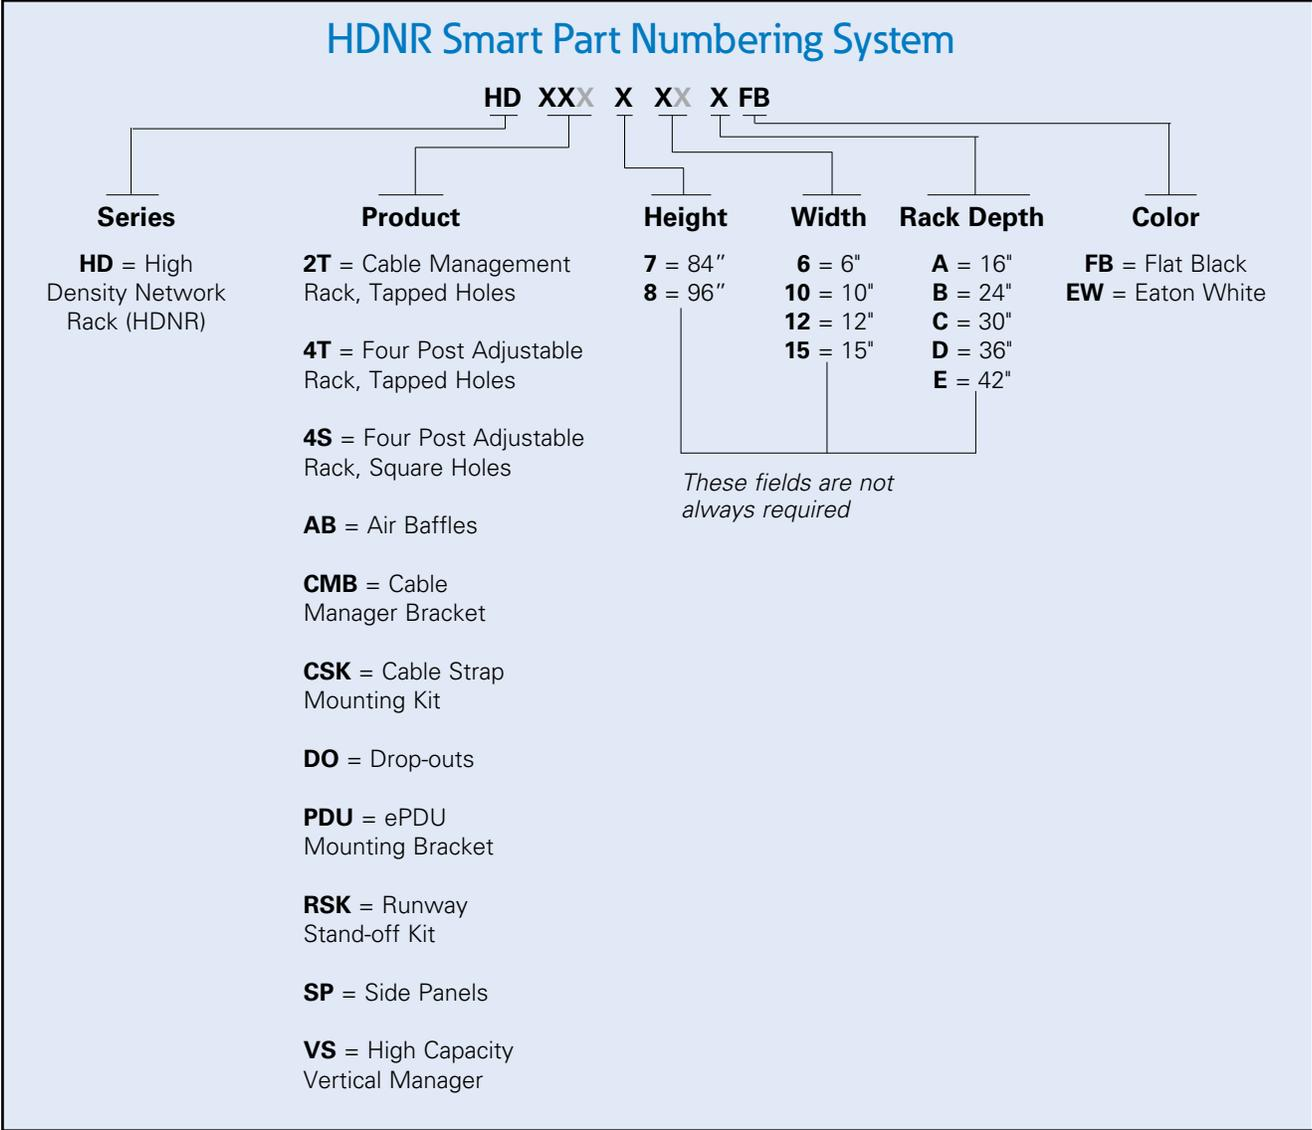 HDNR Smart Part Numbering System
HD XXX X XX X FB
Series
HD = High
Density Network
Rack (HDNR)
Product
2T = Cable Management
Rack, Tapped Holes
4T = Four Post Adjustable
Rack, Tapped Holes
4S = Four Post Adjustable
Rack, Square Holes
AB = Air Baffles
CMB = Cable
Manager Bracket
CSK = Cable Strap
Mounting Kit
DO = Drop-outs
PDU = ePDU
Mounting Bracket
RSK = Runway
Stand-off Kit
SP = Side Panels
VS = High Capacity
Vertical Manager
Height
7 = 84”
8 = 96”
Width
6 = 6"
10 = 10"
12 = 12"
15 = 15"
Rack Depth
A = 16"
B = 24"
C = 30"
D = 36"
E = 42"
These fields are not
always required
Color
FB = Flat Black
EW = Eaton White